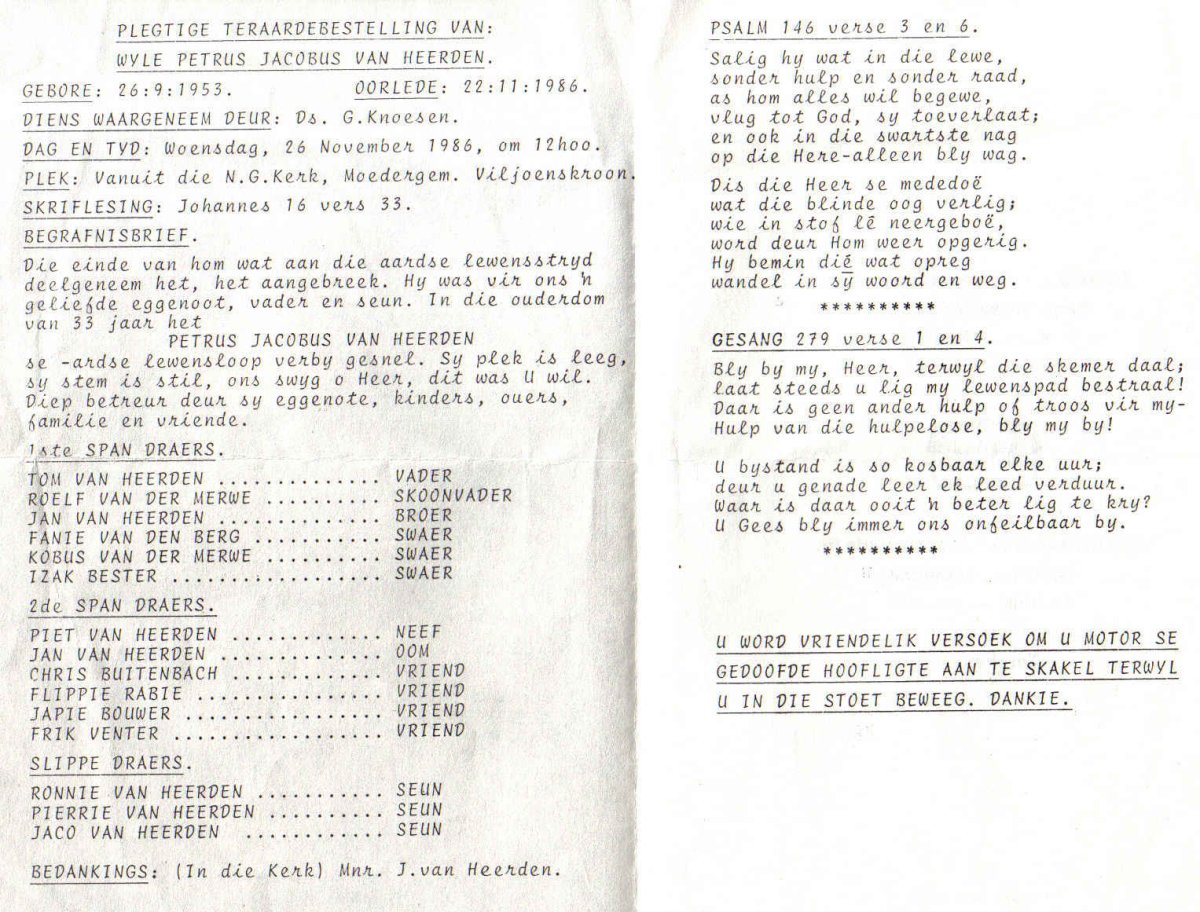 PLEGTIGE TERAARDEBESTELLING VAN:
WYLE PETRUS JACOBUS VAN HEERDEN.
GEBORE: 26:9:1953. OORLEDE: 22:11:1986.
DIENS WAARGENEEM DEUR: Ds. G.Knoesen.
DAG EN TYD: Woensdag, 26 November 1986, om 12hoo.
PLEK: Vanuit die N.G.Kerk, Moedergem. Viljoenskroon.
SKRIFLESING: Johannes 16 vers 33.
BEGRAFNISBRIEF.
Die einde van hom wat aan die aardse lewensstryd
deelgeneem het, het aangebreek. Hy was vir ons 'n
geliefde eggenoot, vader en seun. In die ouderdom
van 33 jaar het
PETRUS JACOBUS VAN HEERDEN
se -ardse lewensloop verby gesnel. Sy plek is leeg,
sy stem is stil, ons swyg o Heer, dit was U wil.
Diep betreur deur sy eggenote, kinders, ouers,
familie en vriende.
1ste SPAN DRAERS.
TOM VAN HEERDEN .............. VADER
ROELF VAN DER MERWE .......... SKOONVADER
JAN VAN HEERDEN .............. BROER
FANIE VAN DEN BERG ........... SWAER
KOBUS VAN DER MERWE .......... SWAER
IZAK BESTER .................. SWAER
2de SPAN DRAERS.
PIET VAN HEERDEN ............. NEEF
JAN VAN HEERDEN .............. OOM
CHRIS BUITENBACH ............. VRIEND
FLIPPIE RABIE ................ VRIEND
JAPIE BOUWER ................. VRIEND
FRIK VENTER .................. VRIEND
SLIPPE DRAERS.
RONNIE VAN HEERDEN ........... SEUN
PIERRIE VAN HEERDEN .......... SEUN
JACO VAN HEERDEN ............ SEUN
BEDANKINGS: (In die Kerk) Mnr. J.van Heerden.
PSALM 146 verse 3 en 6.
Salig hy wat in die lewe,
sonder hulp en sonder raad,
as hom alles wil begewe,
vlug tot God, sy toeverlaat;
en ook in die swartste nag
op die Here-alleen bly wag.
Dis die Heer se mededoë
wat die blinde oog verlig;
wie in stof lê neergeboë,
word deur Hom weer opgerig.
Hy bemin dié wat opreg
wandel in sy woord en weg.
**********
GESANG 279 verse 1 en 4.
Bly by my, Heer, terwyl die skemer daal;
laat steeds u lig my lewenspad bestraal!
Daar is geen ander hulp of troos vir my-
Hulp van die hulpelose, bly my by!
U bystand is so kosbaar elke uur;
deur u genade leer ek leed verduur.
Waar is daar ooit 'n beter lig te kry?
U Gees bly immer ons onfeilbaar by.
**********
U WORD VRIENDELIK VERSOEK OM U MOTOR SE
GEDOOFDE HOOFLIGTE AAN TE SKAKEL TERWYL
U IN DIE STOET BEWEEG. DANKIE.